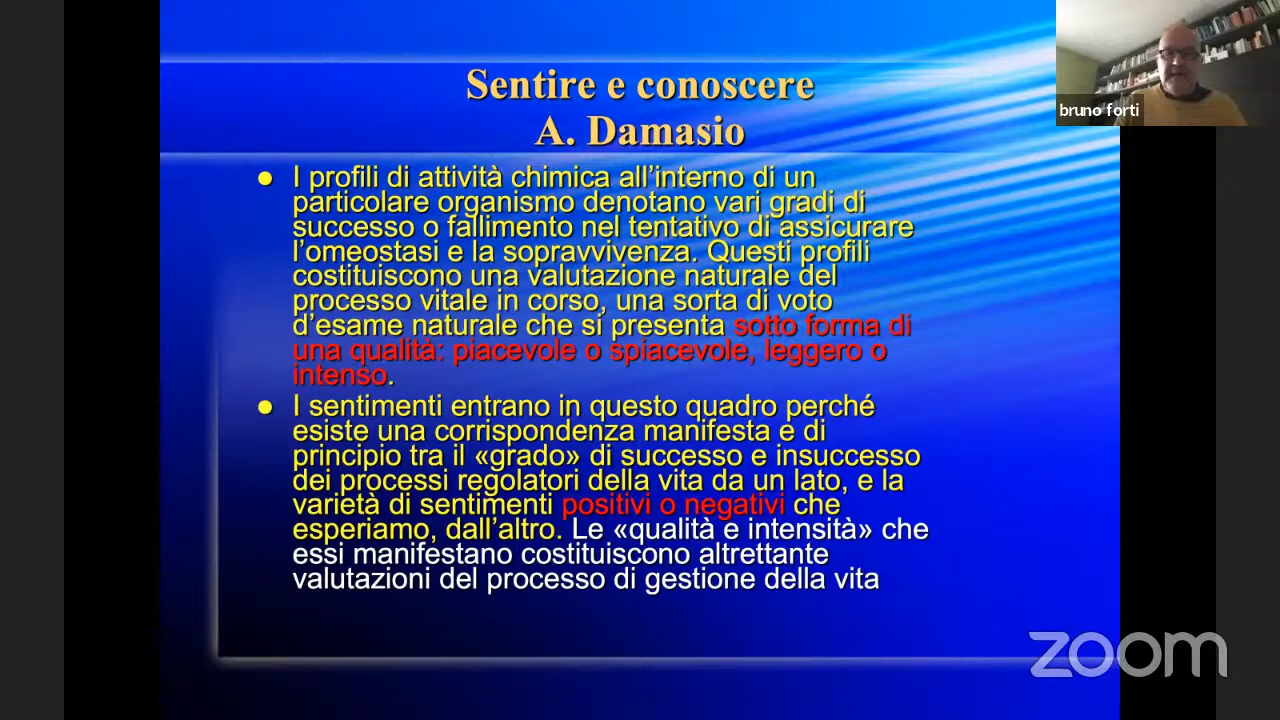 Sentire e conoscere
A. Damasio
bruno forti
I profili di attività chimica all’interno di un
particolare organismo denotano vari gradi di
successo o fallimento nel tentativo di assicurare
l’omeostasi e la sopravvivenza. Questi profili
costituiscono una valutazione naturale del
processo vitale in corso, una sorta di voto
d’esame naturale che si presenta sotto forma di
una qualità: piacevole o spiacevole, leggero o
intenso.
I sentimenti entrano in questo quadro perché
esiste una corrispondenza manifesta e di
principio tra il «grado» di successo e insuccesso
dei processi regolatori della vita da un lato, e la
varietà di sentimenti positivi o negativi che
esperiamo, dall’altro. Le «qualità e intensità» che
essi manifestano costituiscono altrettante
valutazioni del processo di gestione della vita
zoom